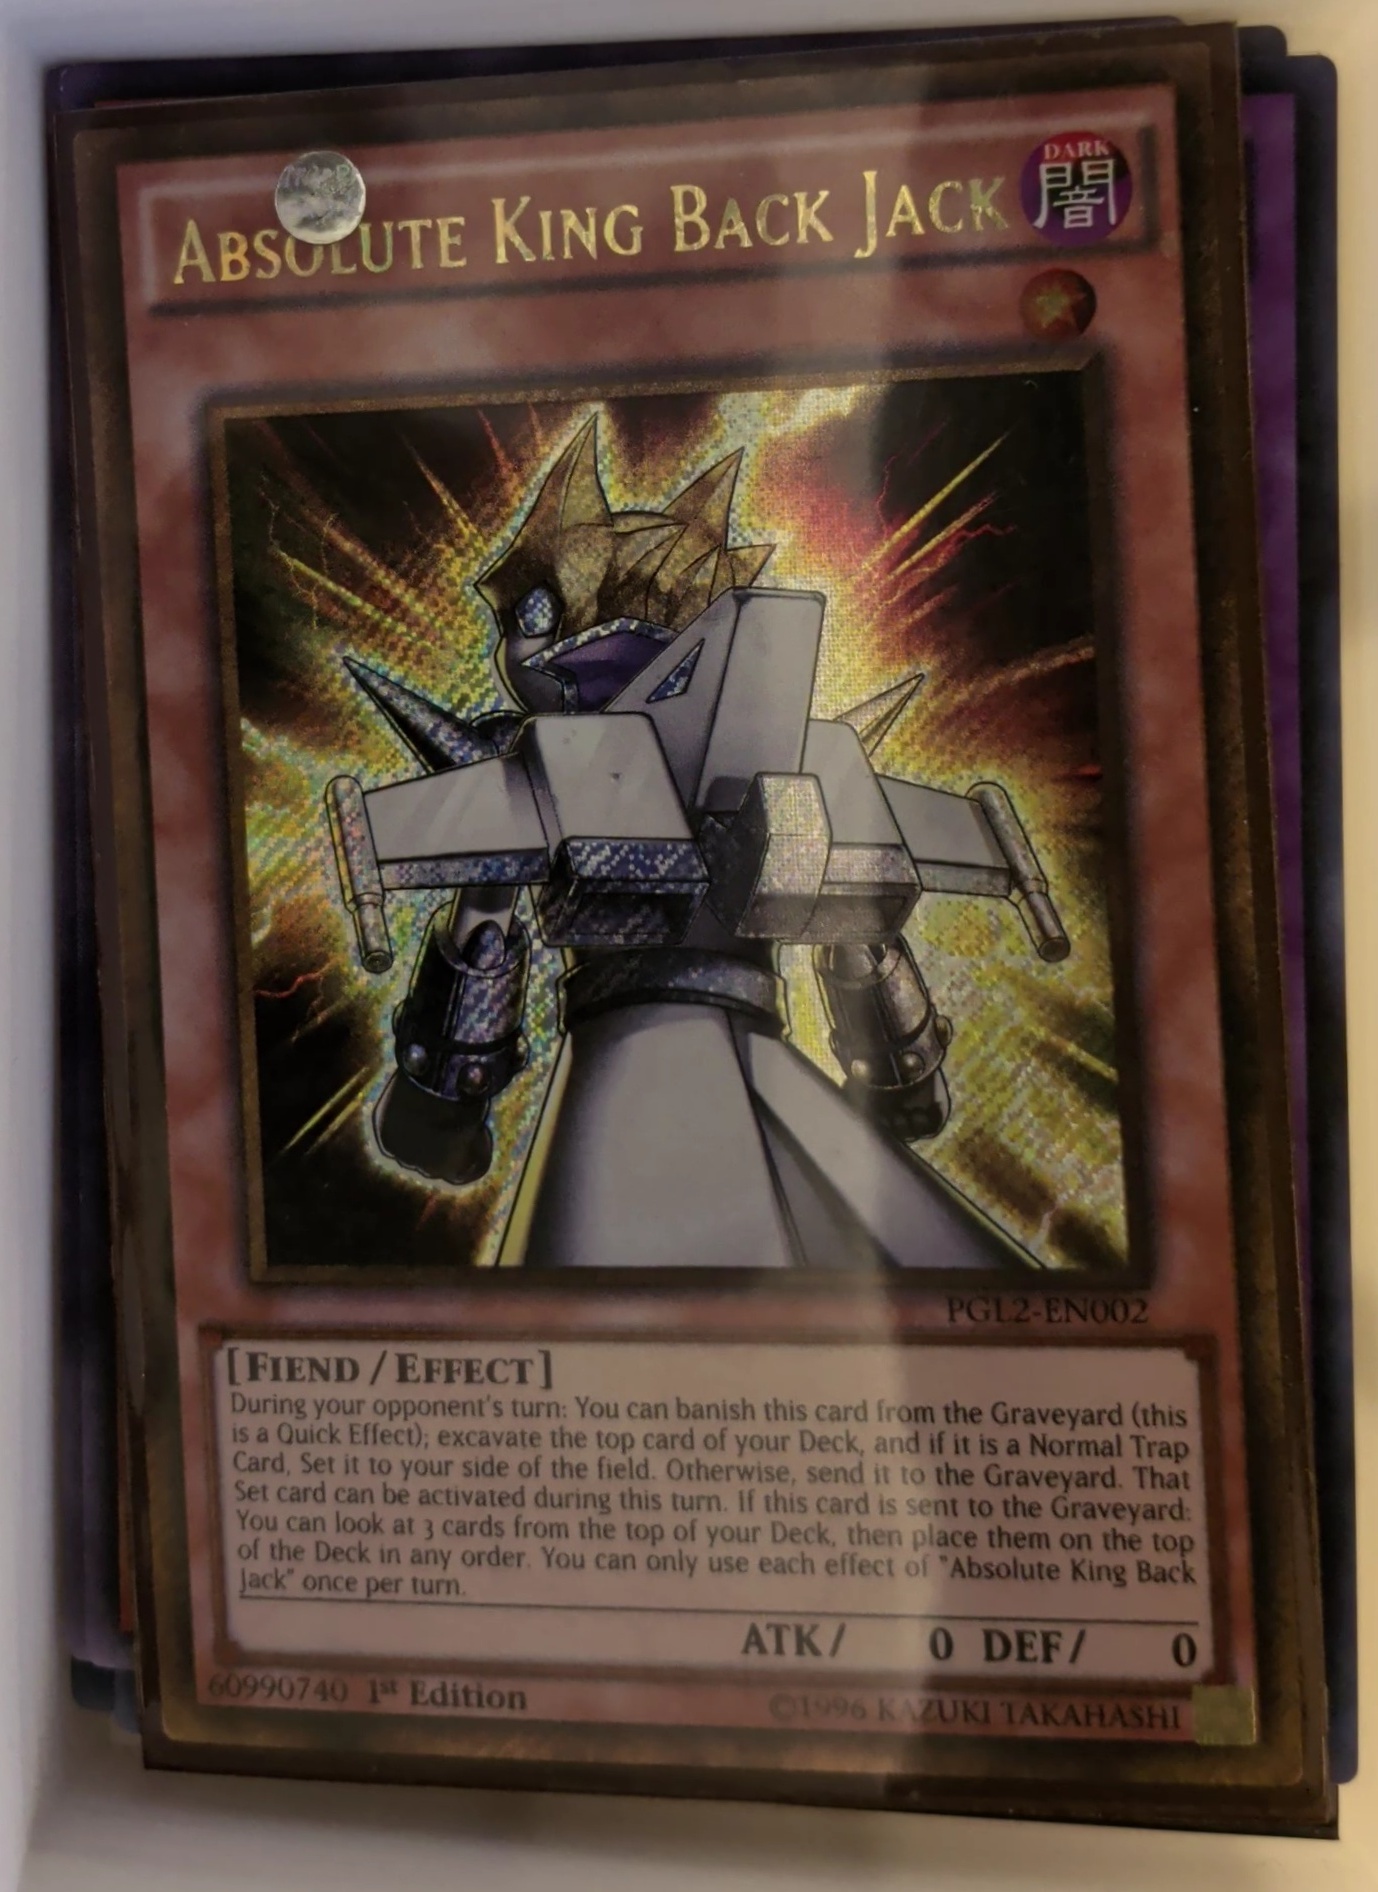 ABSOLUTE KING BACK JACK
DARK
闇
PGL2-EN002
[FIEND / EFFECT]
During your opponent's turn: You can banish this card from the Graveyard (this
is a Quick Effect); excavate the top card of your Deck, and if it is a Normal Trap
Card, Set it to your side of the field. Otherwise, send it to the Graveyard. That
Set card can be activated during this turn. If this card is sent to the Graveyard:
You can look at 3 cards from the top of your Deck, then place them on the top
of the Deck in any order. You can only use each effect of "Absolute King Back
Jack" once per turn.
ATK/ 0 DEF/ 0
60990740 1st Edition
©1996 KAZUKI TAKAHASHI